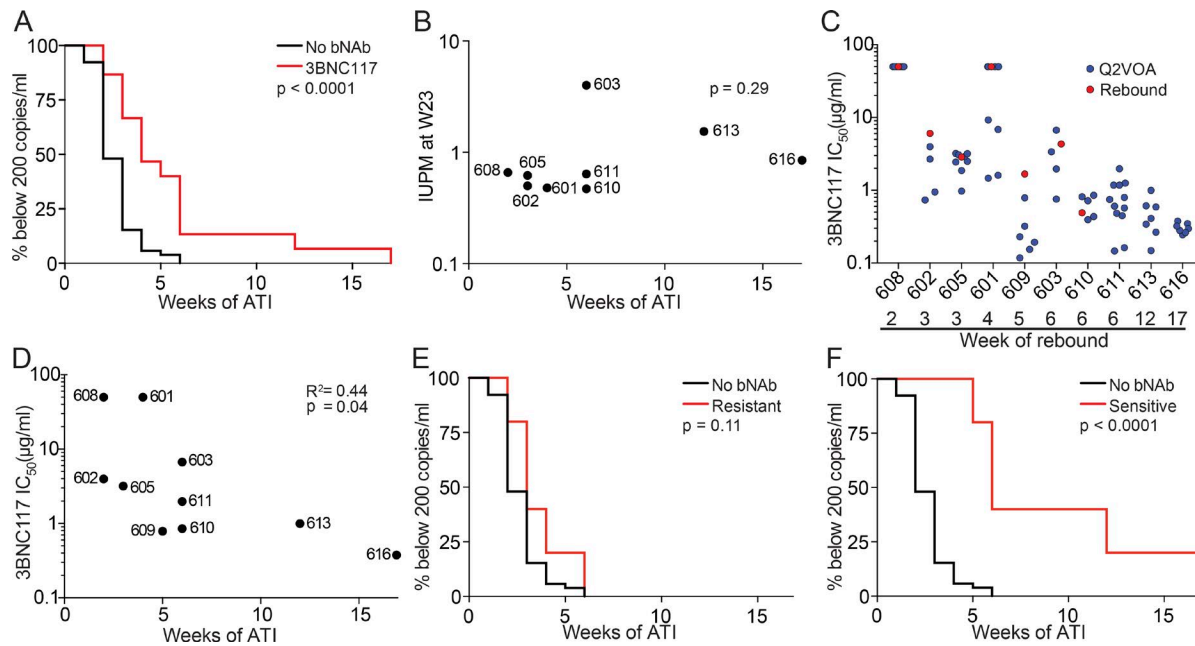 A
% below 200 copies/ml
100
75
50
25
0
No bNAb
3BNC117
p < 0.0001
0 5 10 15
Weeks of ATI
B
IUPM at W23
10
1
0.1
p = 0.29
603
613
616
608
605
602
601
611
610
0 5 10 15
Weeks of ATI
C
3BNC117 IC50(µg/ml)
100
10
1
0.1
Q2VOA
Rebound
608 602 605 601 609 603 610 611 613 616
2 3 3 4 5 6 6 6 12 17
Week of rebound
D
3BNC117 IC50(µg/ml)
100
10
1
0.1
R2= 0.44
p = 0.04
608
601
602
605
603
611
609
610
613
616
0 5 10 15
Weeks of ATI
E
% below 200 copies/ml
100
75
50
25
0
No bNAb
Resistant
p = 0.11
0 5 10 15
Weeks of ATI
F
% below 200 copies/ml
100
75
50
25
0
No bNAb
Sensitive
p < 0.0001
0 5 10 15
Weeks of ATI